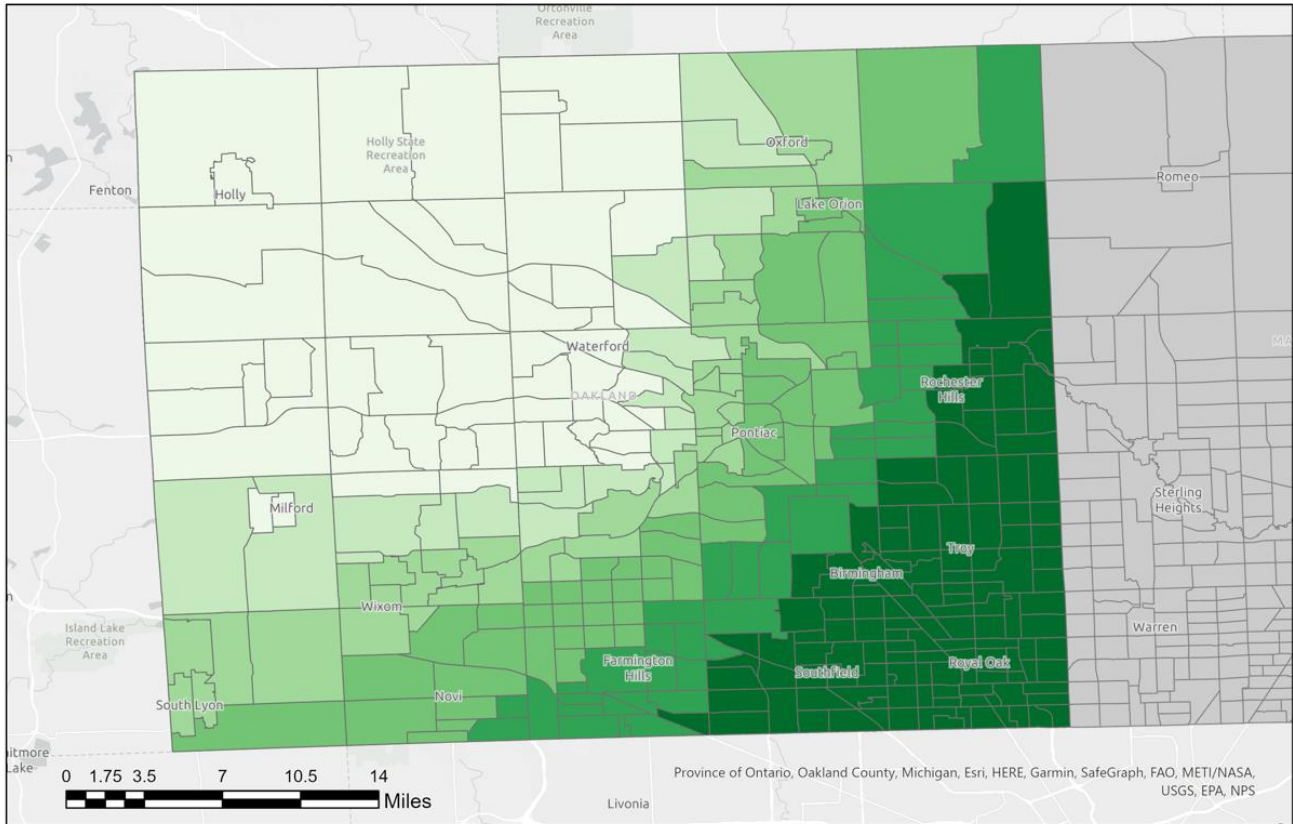 Ortonville
Recreation
Area
Holly State
Recreation
Area
Oxford
Romeo
Fenton
Holly
Lake Orion
Waterford
OAKLAND
Rochester
Hills
Pontiac
Milford
Sterling
Heights
Troy
Birmingham
Wixom
Island Lake
Recreation
Area
Warren
Farmington
Hills
Southfield
Royal Oak
Novi
South Lyon
Lake
0 1.75 3.5 7 10.5 14
Miles
Livonia
Province of Ontario, Oakland County, Michigan, Esri, HERE, Garmin, SafeGraph, FAO, METI/NASA,
USGS, EPA, NPS